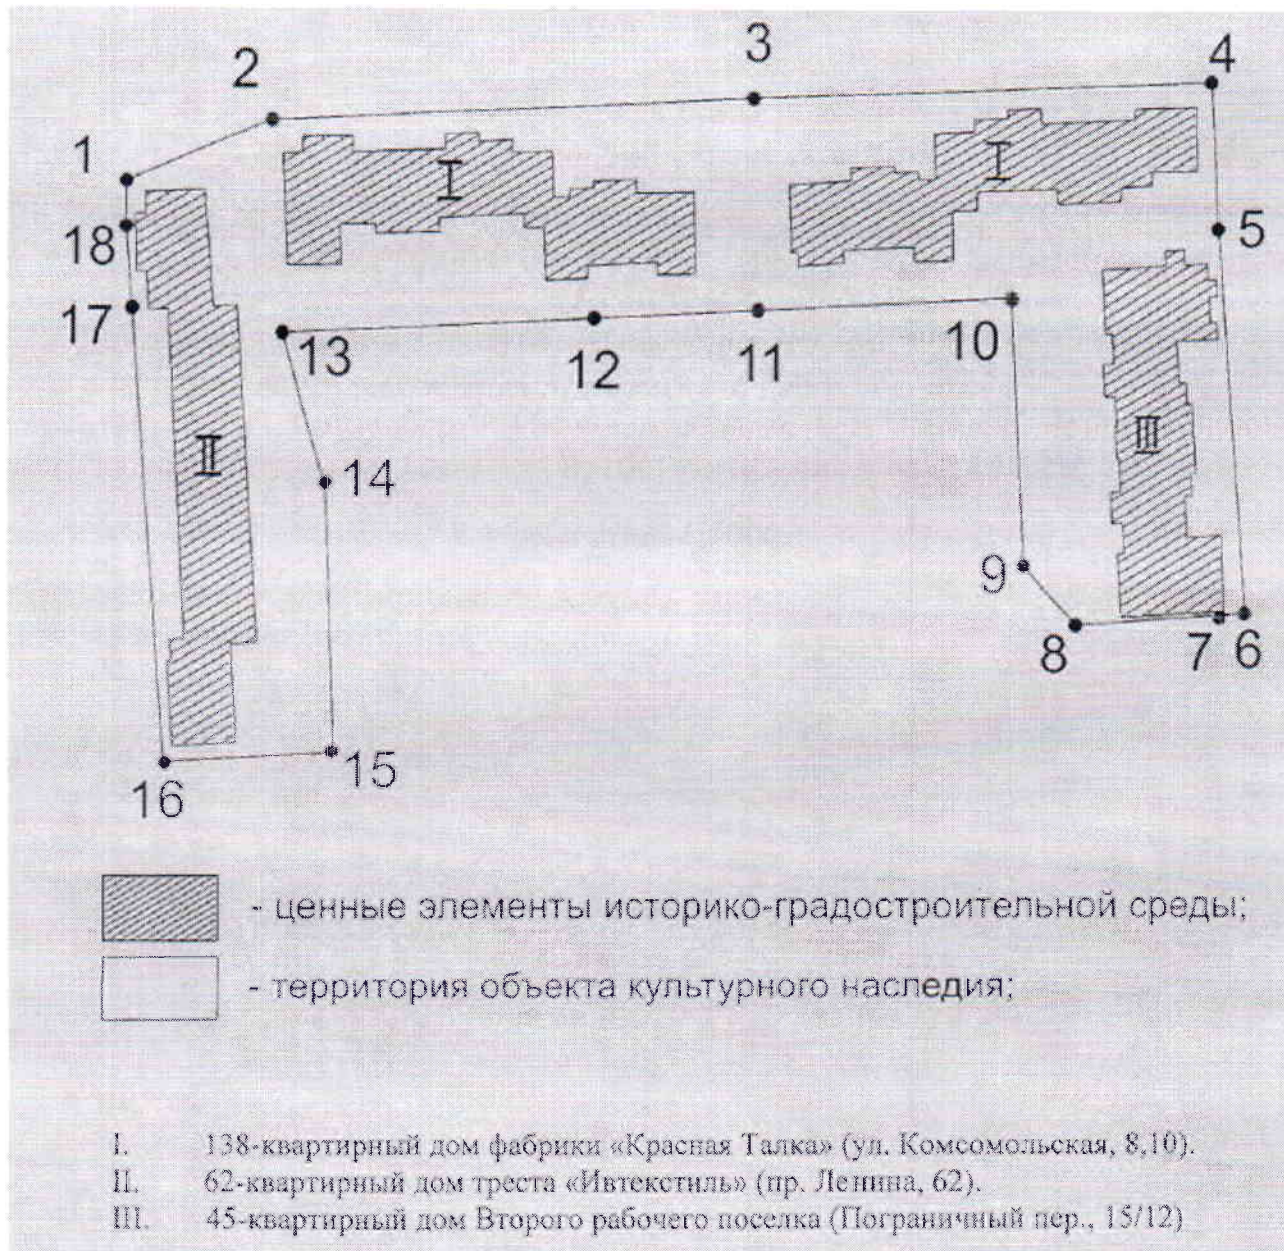 3
4
2
1
I
I
18
5
17
13
12
11
10
II
III
14
9
8
7
6
15
16
- ценные элементы историко-градостроительной среды;
- территория объекта культурного наследия;
I. 138-квартирный дом фабрики «Красная Талка» (ул. Комсомольская, 8,10).
II. 62-квартирный дом треста «Ивтекстиль» (пр. Ленина, 62).
III. 45-квартирный дом Второго рабочего поселка (Пограничный пер., 15/12)